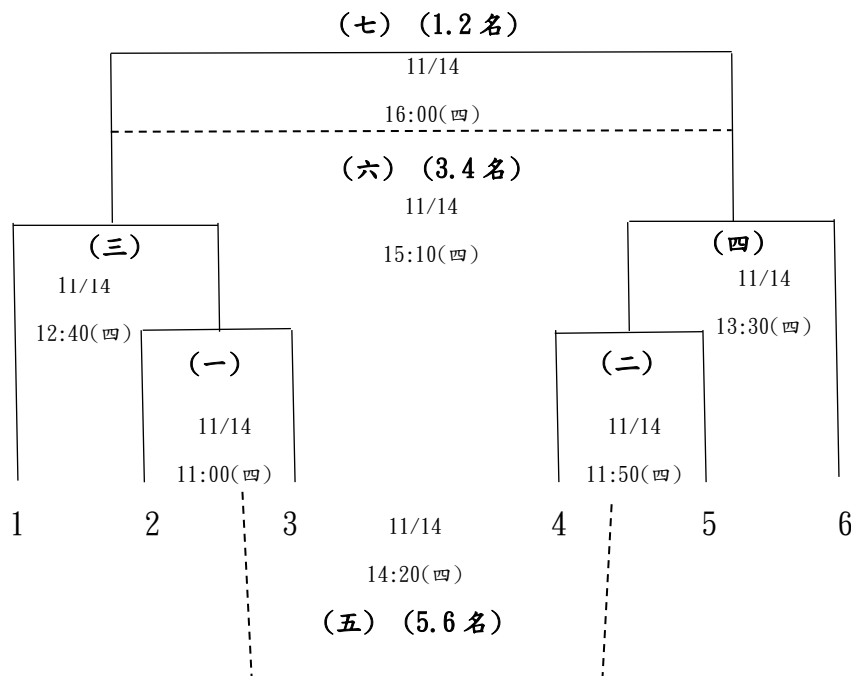 (七) (1.2 名)
11/14
16:00(四)
(六) (3.4 名)
11/14
15:10(四)
(三)
11/14
12:40(四)
(四)
11/14
13:30(四)
(一)
11/14
11:00(四)
(二)
11/14
11:50(四)
1 2 3 4 5 6
11/14
14:20(四)
(五) (5.6 名)